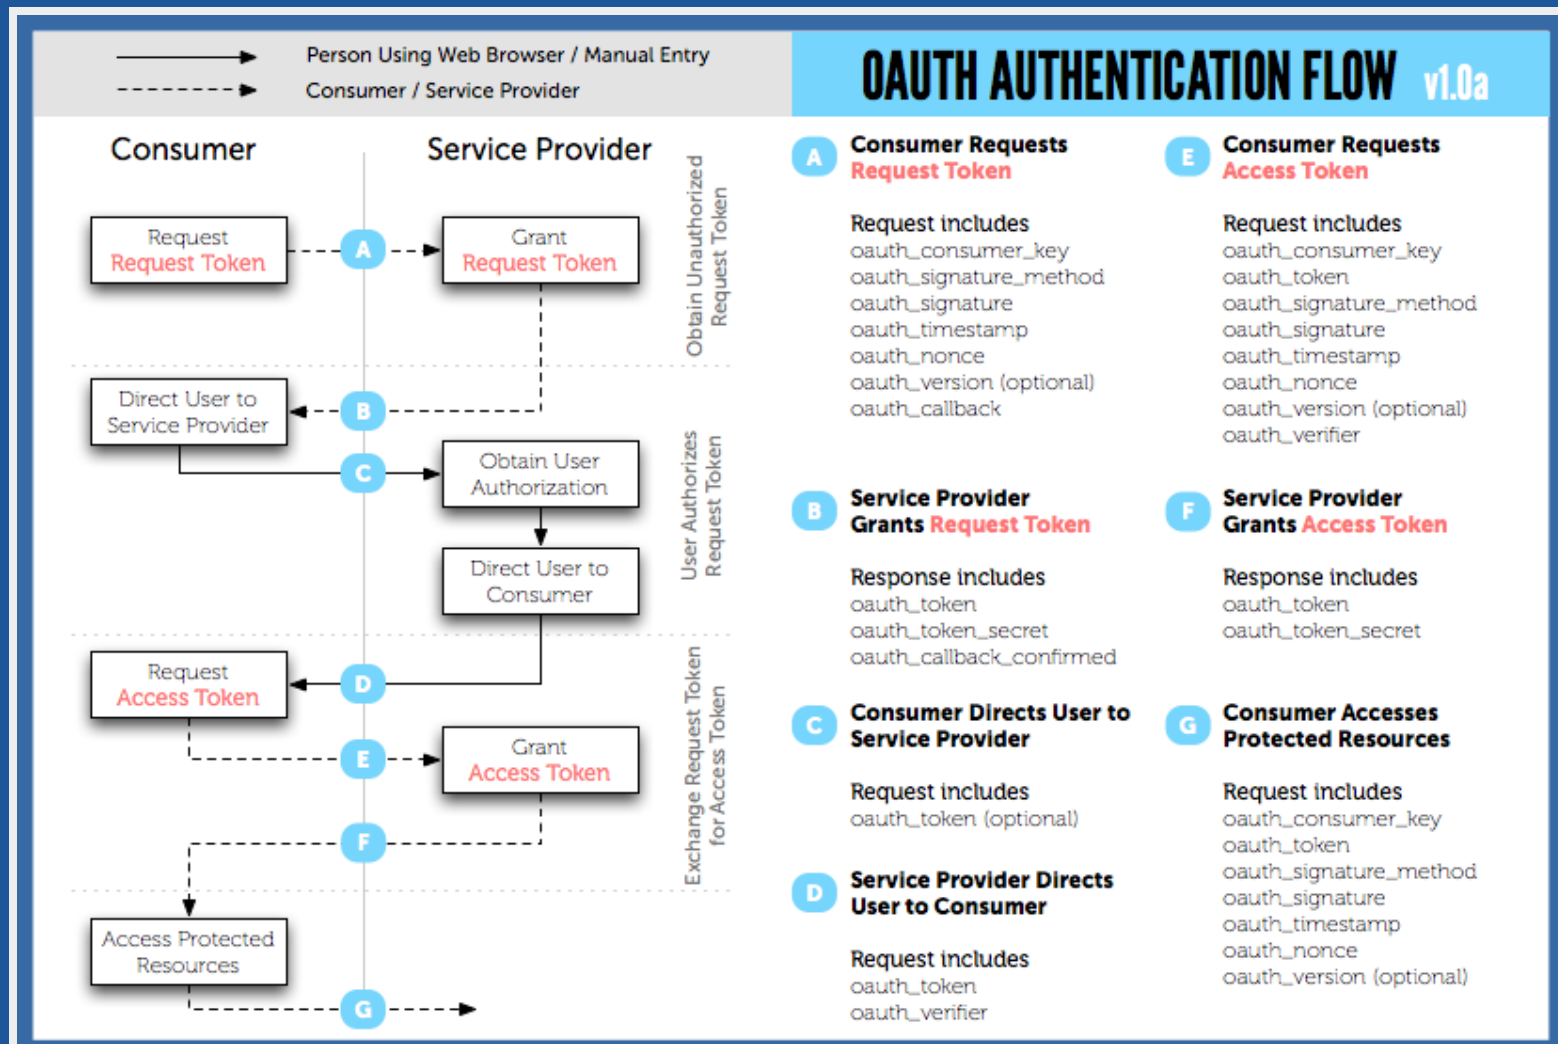 Person Using Web Browser / Manual Entry
Consumer / Service Provider
OAUTH AUTHENTICATION FLOW v1.0a
Consumer
Service Provider
Request
Request Token
A
Grant
Request Token
Obtain Unauthorized
Request Token
Direct User to
Service Provider
B
C
Obtain User
Authorization
Direct User to
Consumer
User Authorizes
Request Token
Request
Access Token
D
E
Grant
Access Token
F
Exchange Request Token
for Access Token
Access Protected
Resources
G
A
Consumer Requests
Request Token
Request includes
oauth_consumer_key
oauth_signature_method
oauth_signature
oauth_timestamp
oauth_nonce
oauth_version (optional)
oauth_callback
B
Service Provider
Grants Request Token
Response includes
oauth_token
oauth_token_secret
oauth_callback_confirmed
C
Consumer Directs User to
Service Provider
Request includes
oauth_token (optional)
D
Service Provider Directs
User to Consumer
Request includes
oauth_token
oauth_verifier
E
Consumer Requests
Access Token
Request includes
oauth_consumer_key
oauth_token
oauth_signature_method
oauth_signature
oauth_timestamp
oauth_nonce
oauth_version (optional)
oauth_verifier
F
Service Provider
Grants Access Token
Response includes
oauth_token
oauth_token_secret
G
Consumer Accesses
Protected Resources
Request includes
oauth_consumer_key
oauth_token
oauth_signature_method
oauth_signature
oauth_timestamp
oauth_nonce
oauth_version (optional)